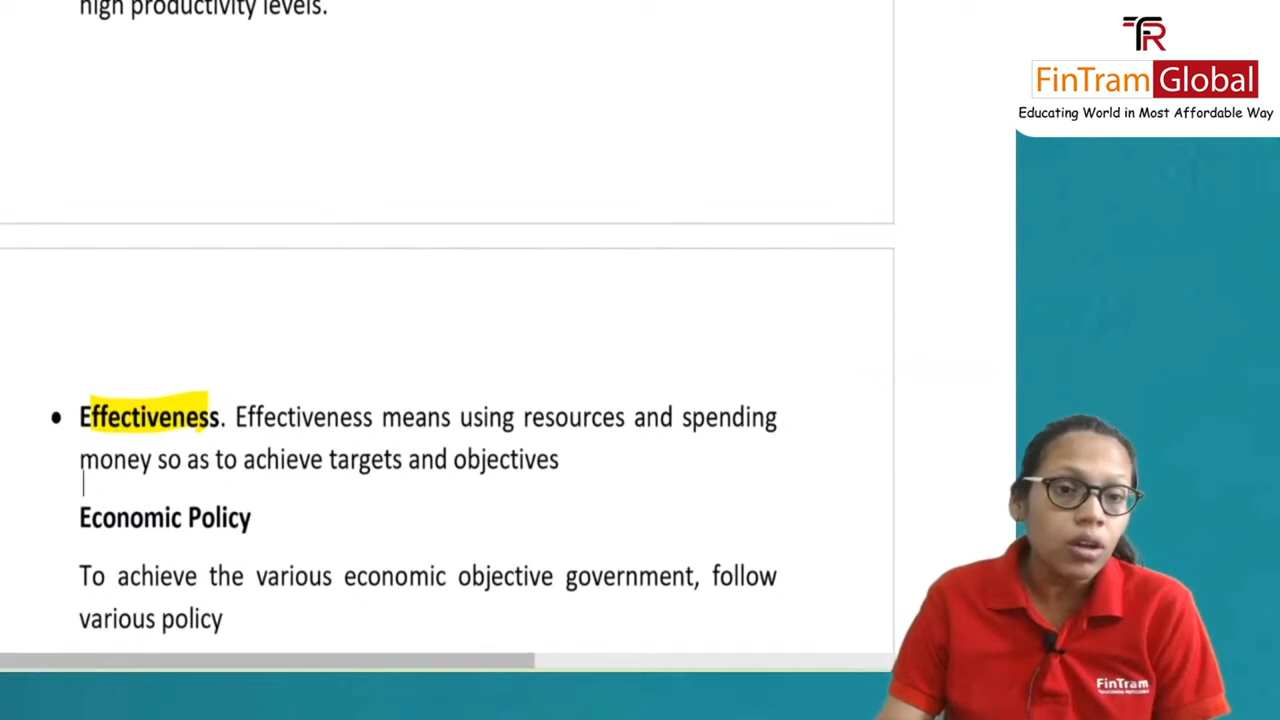 high productivity levels.
TR
FinTram Global
Educating World in Most Affordable Way
• Effectiveness. Effectiveness means using resources and spending
money so as to achieve targets and objectives
Economic Policy
To achieve the various economic objective government, follow
various policy
FinTram